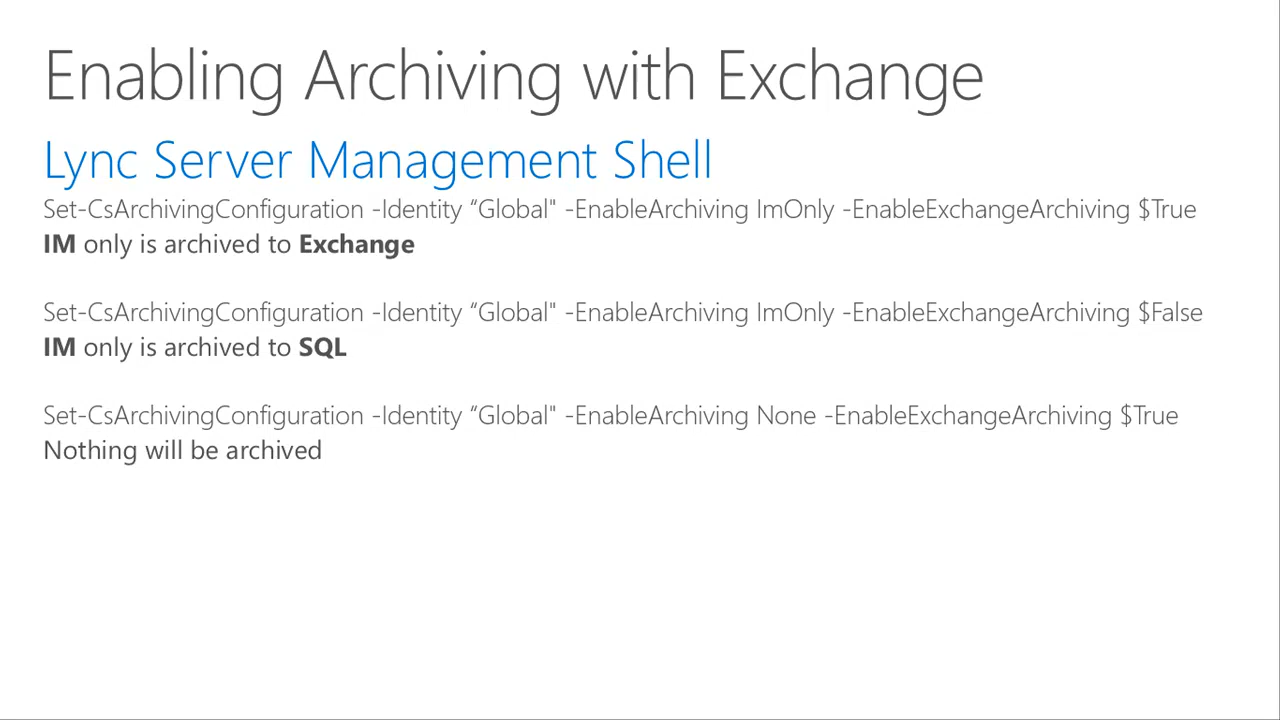 Enabling Archiving with Exchange
Lync Server Management Shell
Set-CsArchivingConfiguration -Identity “Global" -EnableArchiving ImOnly -EnableExchangeArchiving $True
IM only is archived to Exchange
Set-CsArchivingConfiguration -Identity “Global" -EnableArchiving ImOnly -EnableExchangeArchiving $False
IM only is archived to SQL
Set-CsArchivingConfiguration -Identity “Global" -EnableArchiving None -EnableExchangeArchiving $True
Nothing will be archived